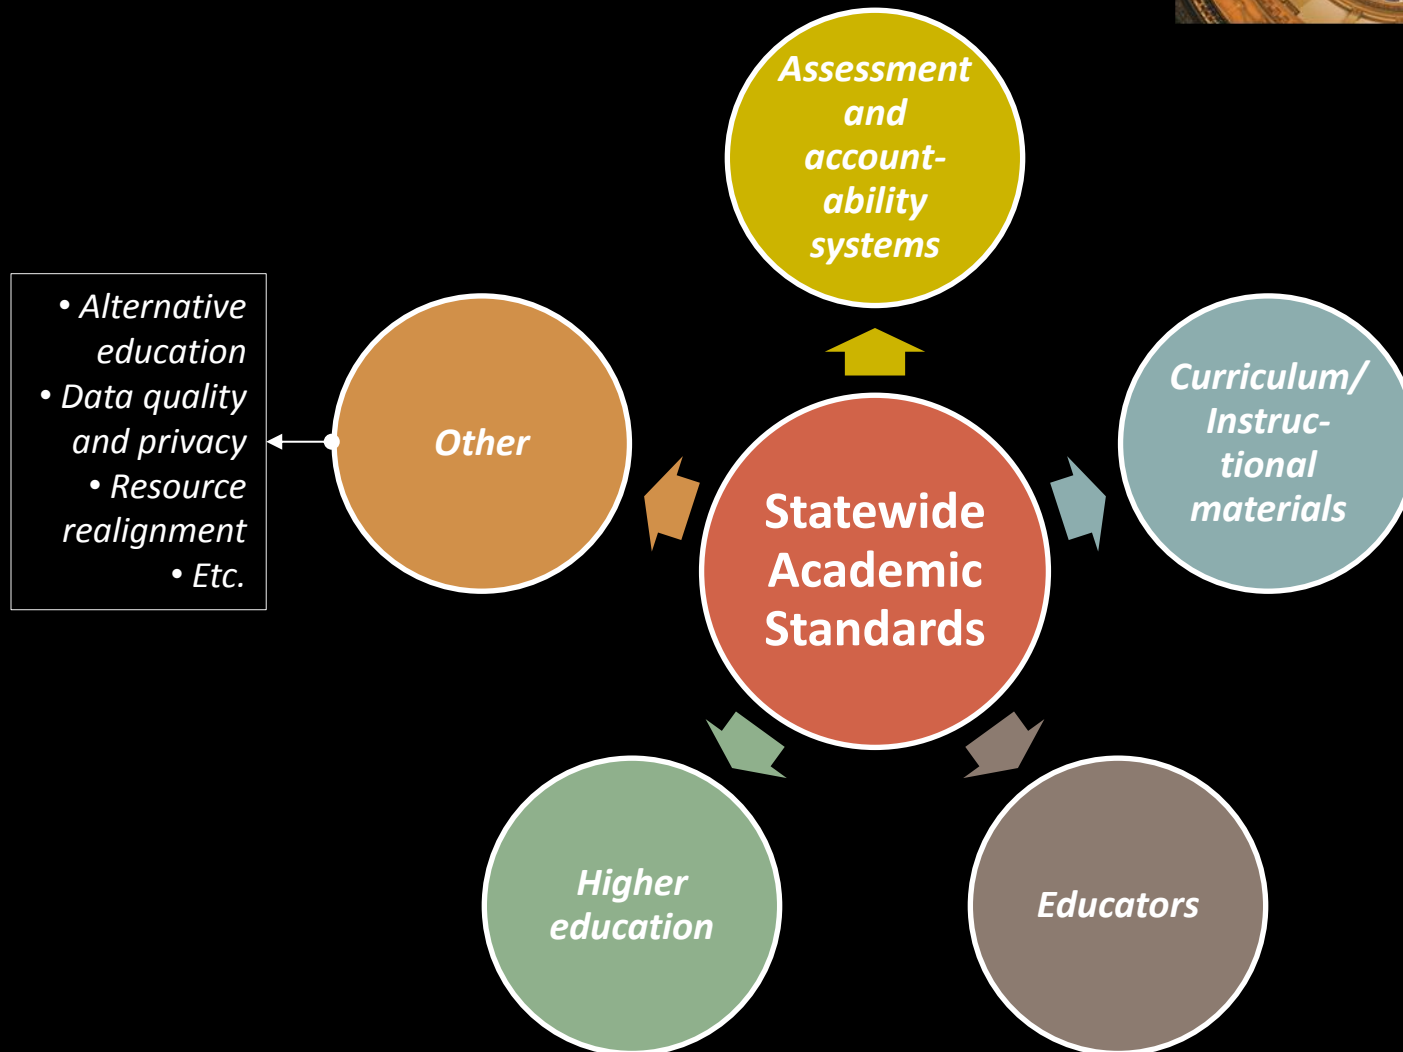 Assessment
and
account-
ability
systems
• Alternative
education
• Data quality
and privacy
• Resource
realignment
• Etc.
Other
Curriculum/
Instruc-
tional
materials
Statewide
Academic
Standards
Higher
education
Educators